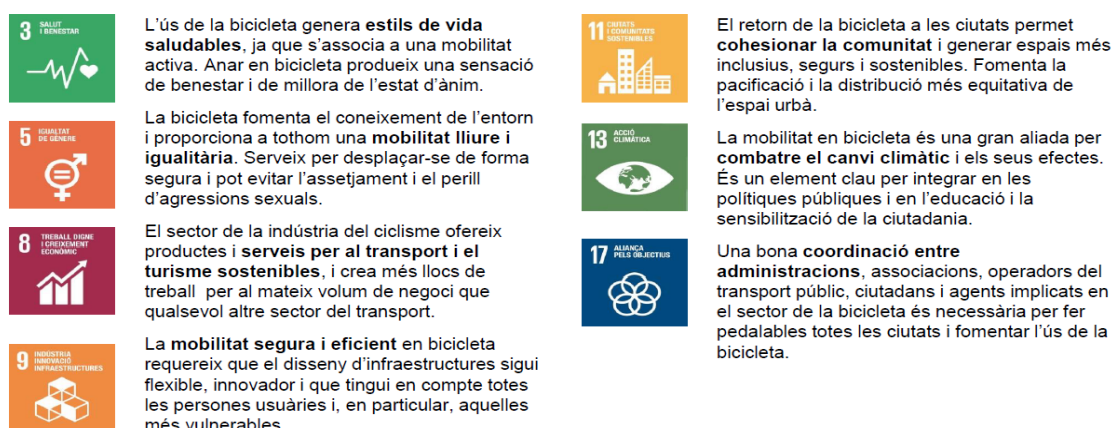 3 SALUT
I BENESTAR
L’ús de la bicicleta genera estils de vida
saludables, ja que s’associa a una mobilitat
activa. Anar en bicicleta produeix una sensació
de benestar i de millora de l’estat d’ànim.
5 IGUALTAT
DE GÈNERE
La bicicleta fomenta el coneixement de l’entorn
i proporciona a tothom una mobilitat lliure i
igualitària. Serveix per desplaçar-se de forma
segura i pot evitar l’assetjament i el perill
d’agressions sexuals.
8 TREBALL DIGNE
I CREIXEMENT
ECONÒMIC
El sector de la indústria del ciclisme ofereix
productes i serveis per al transport i el
turisme sostenibles, i crea més llocs de
treball per al mateix volum de negoci que
qualsevol altre sector del transport.
9 INDÚSTRIA
INNOVACIÓ
INFRAESTRUCTURES
La mobilitat segura i eficient en bicicleta
requereix que el disseny d’infraestructures sigui
flexible, innovador i que tingui en compte totes
les persones usuàries i, en particular, aquelles
més vulnerables.
11 CIUTATS
I COMUNITATS
SOSTENIBLES
El retorn de la bicicleta a les ciutats permet
cohesionar la comunitat i generar espais més
inclusius, segurs i sostenibles. Fomenta la
pacificació i la distribució més equitativa de
l’espai urbà.
13 ACCIÓ
CLIMÀTICA
La mobilitat en bicicleta és una gran aliada per
combatre el canvi climàtic i els seus efectes.
És un element clau per integrar en les
polítiques públiques i en l’educació i la
sensibilització de la ciutadania.
17 ALIANÇA
PELS OBJECTIUS
Una bona coordinació entre
administracions, associacions, operadors del
transport públic, ciutadans i agents implicats en
el sector de la bicicleta és necessària per fer
pedalables totes les ciutats i fomentar l’ús de la
bicicleta.